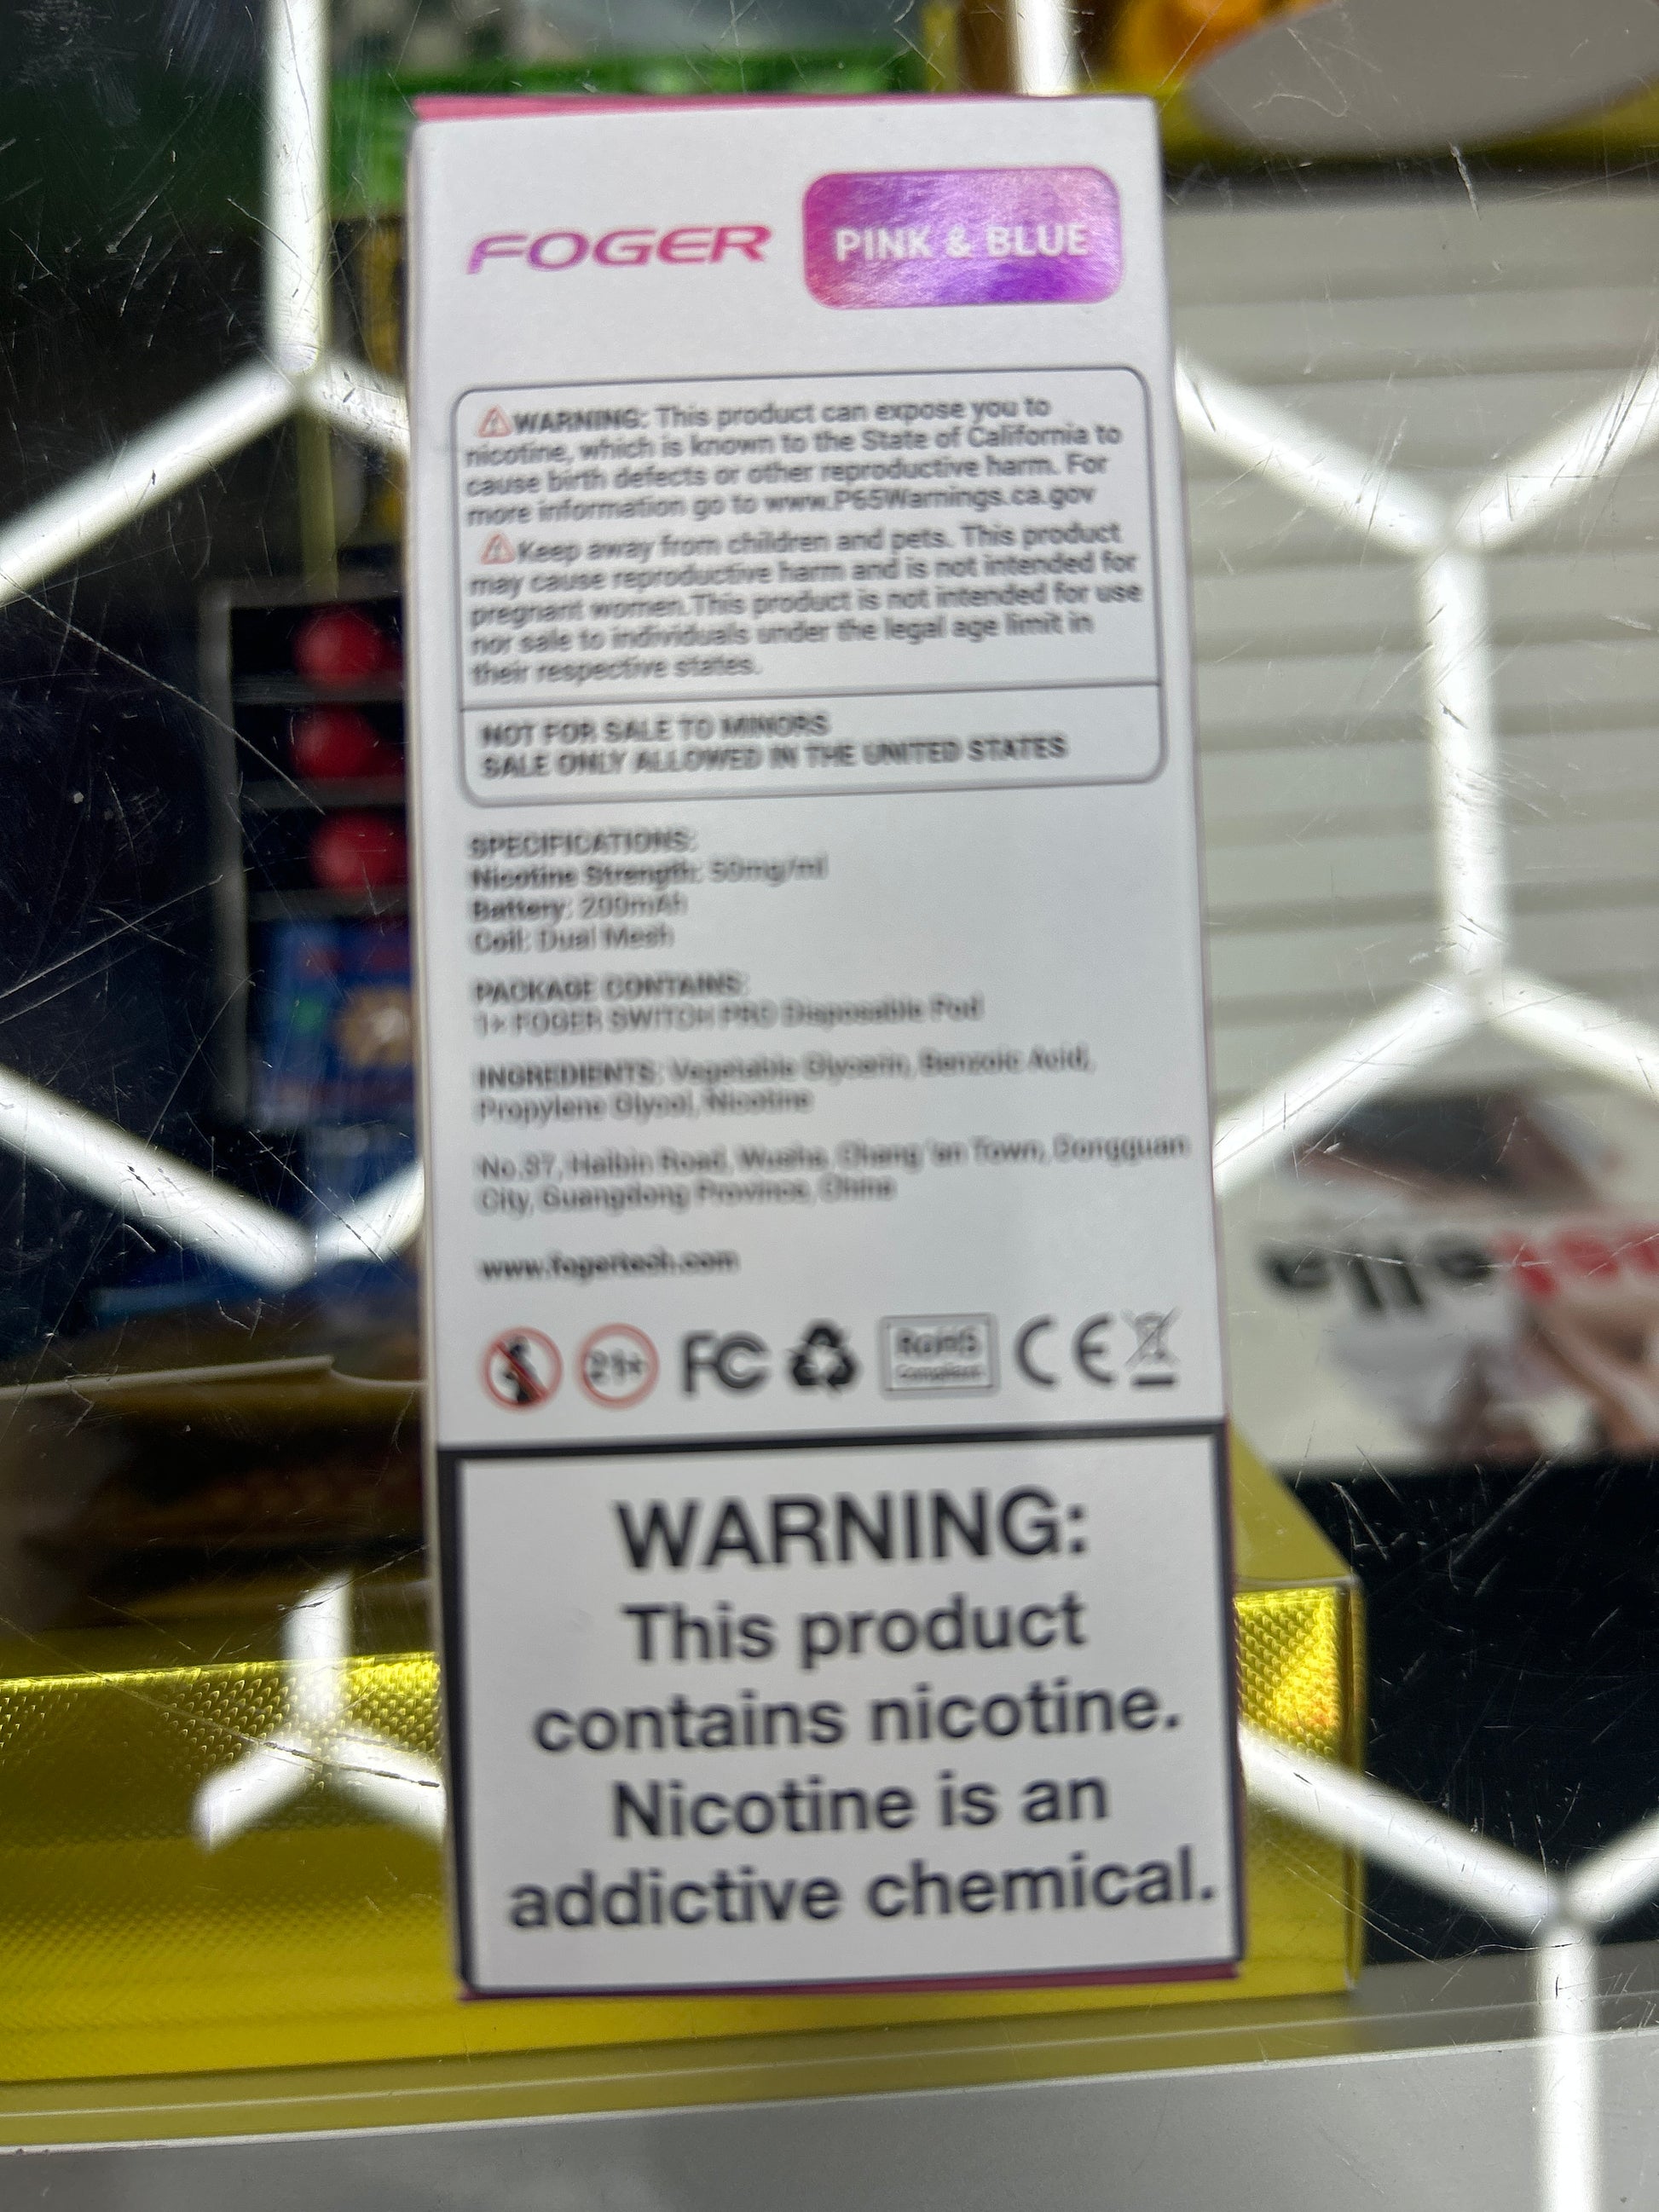 FOGER
PINK & BLUE
WARNING: This product can expose you to
nicotine, which is known to the State of California to
cause birth defects or other reproductive harm. For
more information go to www.P65Warnings.ca.gov
Keep away from children and pets. This product
may cause reproductive harm and is not intended for
pregnant women.This product is not intended for use
nor sale to individuals under the legal age limit in
their respective states.
NOT FOR SALE TO MINORS
SALE ONLY ALLOWED IN THE UNITED STATES
SPECIFICATIONS:
Nicotine Strength: 50mg/ml
Battery: 200mAh
Coil: Dual Mesh
PACKAGE CONTAINS:
1× FOGER SWITCH PRO Disposable Pod
INGREDIENTS: Vegetable Glycerin, Benzoic Acid,
Propylene Glycol, Nicotine
No.37, Haibin Road, Wusha, Chang 'an Town, Dongguan
City, Guangdong Province, China
www.fogertech.com
21+ FC RoHS CE
Compliant
WARNING:
This product
contains nicotine.
Nicotine is an
addictive chemical.